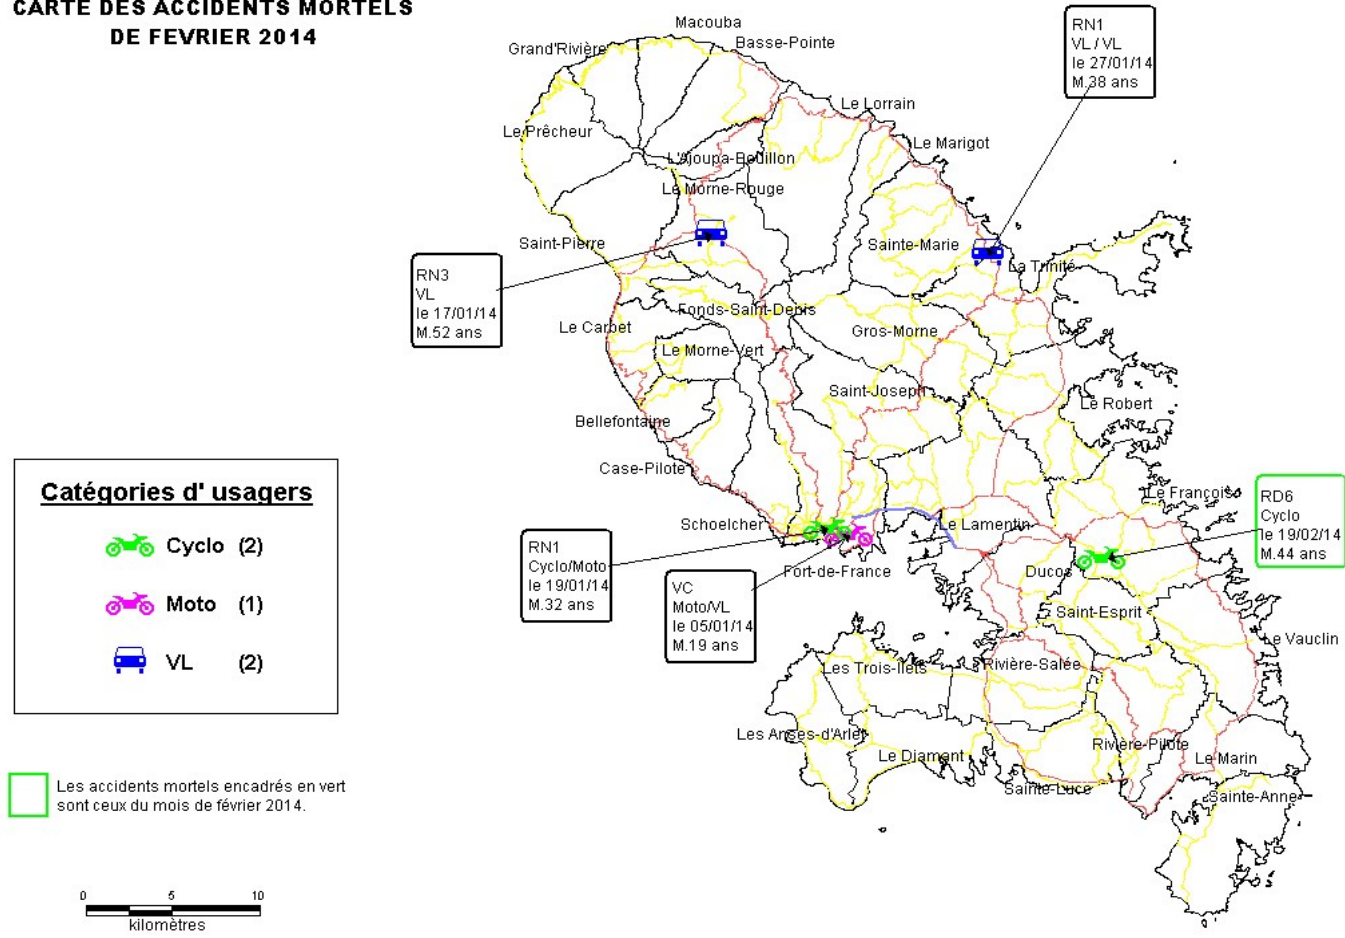 CARTE DES ACCIDENTS MORTELS
DE FEVRIER 2014
Macouba
Grand'Rivière
Basse-Pointe
RN1
VL / VL
le 27/01/14
M.38 ans
Le Lorrain
Le Prêcheur
Le Marigot
L'Ajoupa-Bouillon
Le Morne-Rouge
Saint-Pierre
Sainte-Marie
La Trinité
RN3
VL
le 17/01/14
M.52 ans
Fonds-Saint-Denis
Le Carbet
Gros-Morne
Le Morne-Vert
Saint-Joseph
Le Robert
Bellefontaine
Case-Pilote
Catégories d' usagers
Cyclo (2)
Moto (1)
VL (2)
Schoelcher
Le Lamentin
Le François
RD6
Cyclo
le 19/02/14
M.44 ans
RN1
Cyclo/Moto
le 19/01/14
M.32 ans
Fort-de-France
VC
Moto/VL
le 05/01/14
M.19 ans
Ducos
Saint-Esprit
Le Vauclin
Les Trois-Ilets
Rivière-Salée
Les Anses-d'Arlet
Le Diamant
Rivière-Pilote
Le Marin
Sainte-Luce
Sainte-Anne
Les accidents mortels encadrés en vert
sont ceux du mois de février 2014.
0 5 10
kilomètres